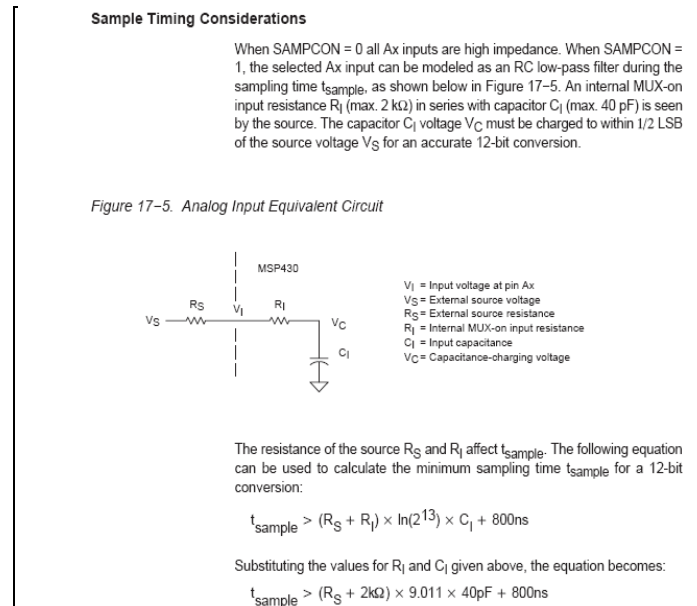 Sample Timing Considerations
When SAMPCON = 0 all Ax inputs are high impedance. When SAMPCON =
1, the selected Ax input can be modeled as an RC low-pass filter during the
sampling time tsample, as shown below in Figure 17–5. An internal MUX-on
input resistance RI (max. 2 kΩ) in series with capacitor CI (max. 40 pF) is seen
by the source. The capacitor CI voltage VC must be charged to within 1/2 LSB
of the source voltage VS for an accurate 12-bit conversion.
Figure 17–5. Analog Input Equivalent Circuit
MSP430
VS
RS
VI
RI
VC
CI
VI = Input voltage at pin Ax
VS = External source voltage
RS = External source resistance
RI = Internal MUX-on input resistance
CI = Input capacitance
VC = Capacitance-charging voltage
The resistance of the source RS and RI affect tsample. The following equation
can be used to calculate the minimum sampling time tsample for a 12-bit
conversion:
tsample > (RS + RI) × ln(2^13) × CI + 800ns
Substituting the values for RI and CI given above, the equation becomes:
tsample > (RS + 2kΩ) × 9.011 × 40pF + 800ns